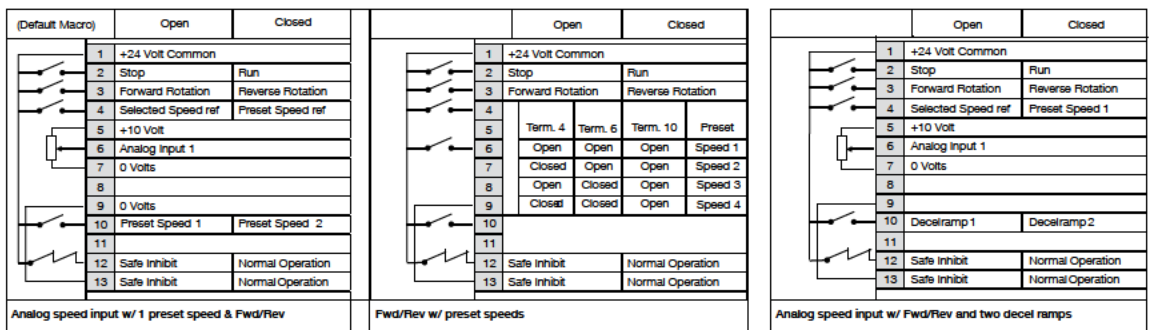 (Default Macro) Open Closed
1 +24 Volt Common
2 Stop Run
3 Forward Rotation Reverse Rotation
4 Selected Speed ref Preset Speed ref
5 +10 Volt
6 Analog Input 1
7 0 Volts
8
9 0 Volts
10 Preset Speed 1 Preset Speed 2
11
12 Safe Inhibit Normal Operation
13 Safe Inhibit Normal Operation
Analog speed input w/ 1 preset speed & Fwd/Rev
Open Closed
1 +24 Volt Common
2 Stop Run
3 Forward Rotation Reverse Rotation
4
5 Term. 4 Term. 6 Term. 10 Preset
6 Open Open Open Speed 1
7 Closed Open Open Speed 2
8 Open Closed Open Speed 3
9 Closed Closed Open Speed 4
10
11
12 Safe Inhibit Normal Operation
13 Safe Inhibit Normal Operation
Fwd/Rev w/ preset speeds
Open Closed
1 +24 Volt Common
2 Stop Run
3 Forward Rotation Reverse Rotation
4 Selected Speed ref Preset Speed 1
5 +10 Volt
6 Analog Input 1
7 0 Volts
8
9
10 Decelramp 1 Decelramp 2
11
12 Safe Inhibit Normal Operation
13 Safe Inhibit Normal Operation
Analog speed input w/ Fwd/Rev and two decel ramps